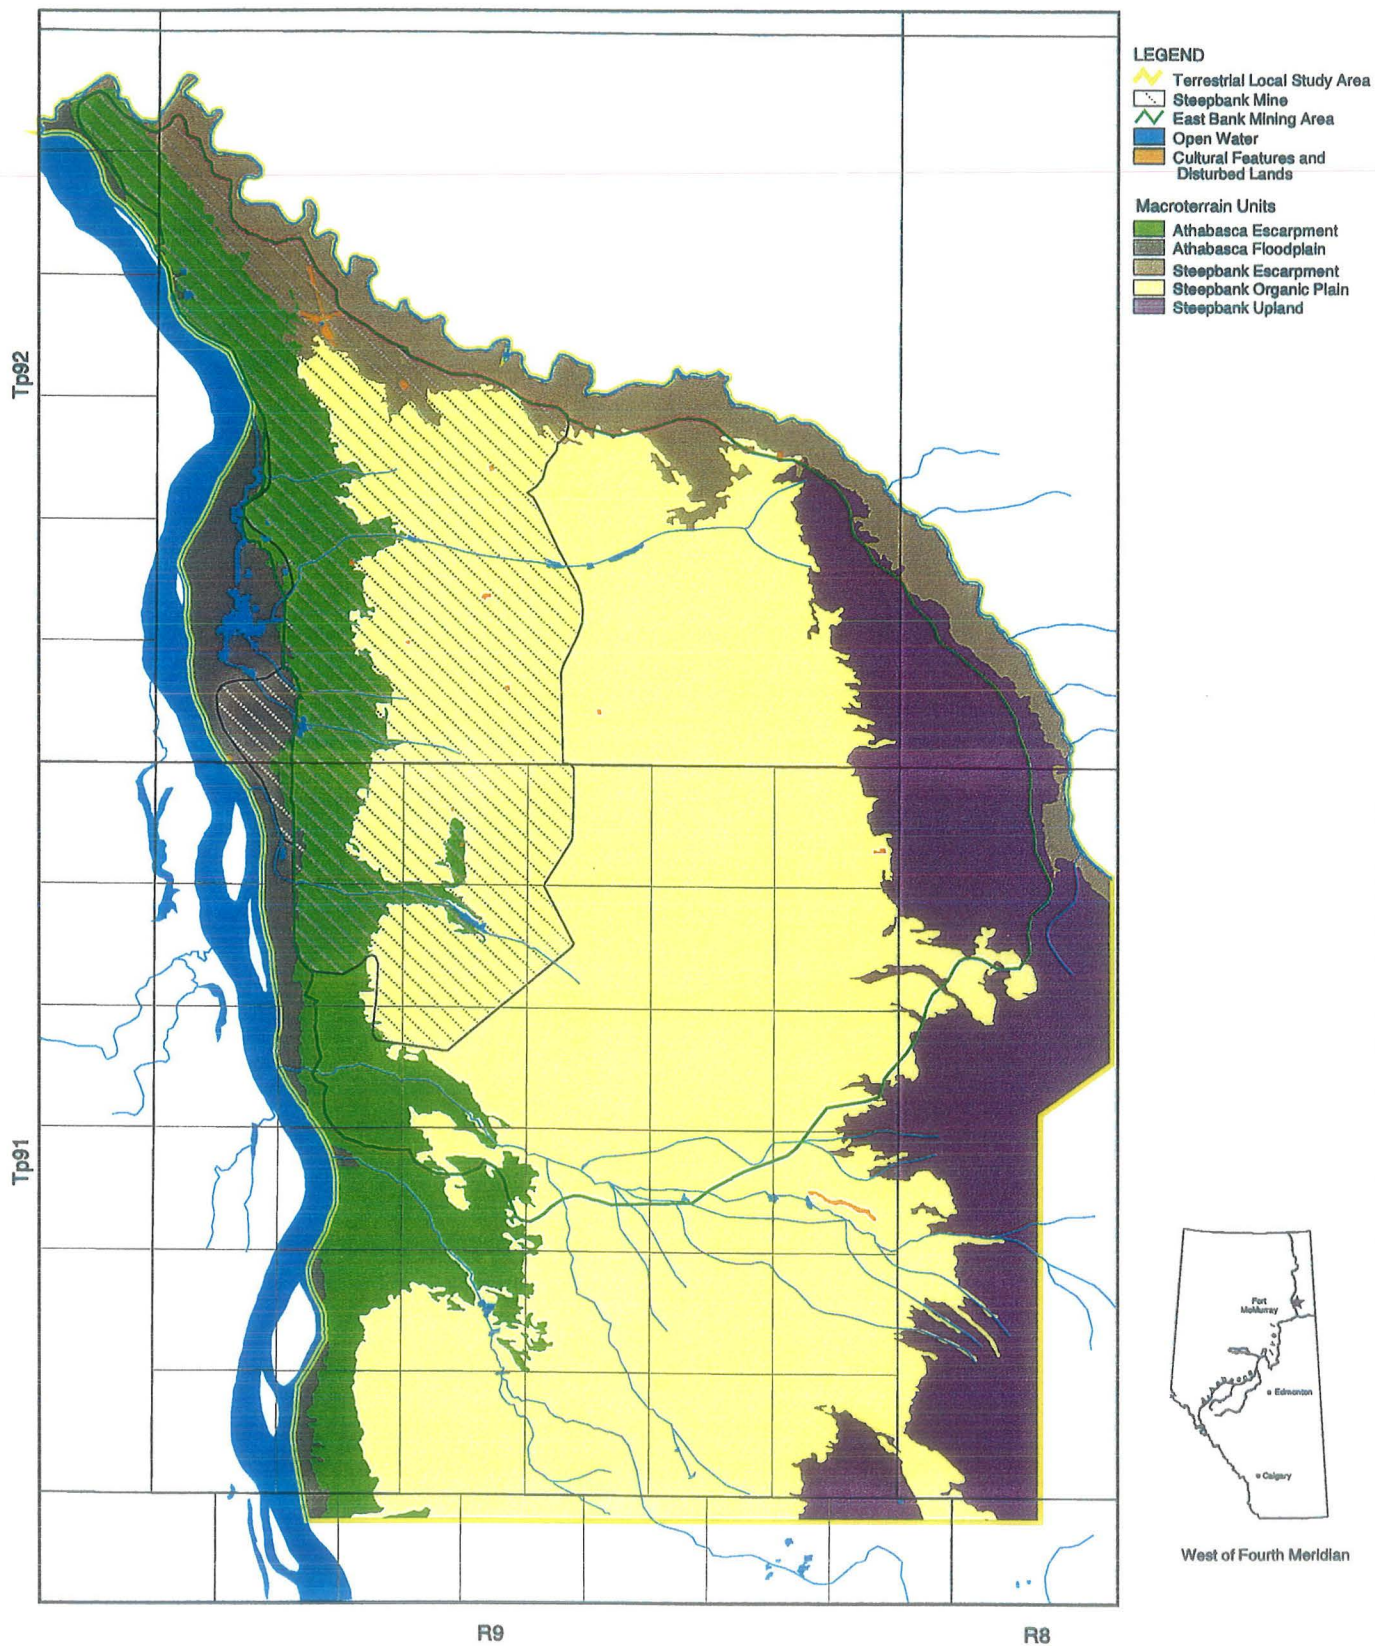 LEGEND
Terrestrial Local Study Area
Steepbank Mine
East Bank Mining Area
Open Water
Cultural Features and
Disturbed Lands
Macroterrain Units
Athabasca Escarpment
Athabasca Floodplain
Steepbank Escarpment
Steepbank Organic Plain
Steepbank Upland
Tp92
Tp91
Fort
McMurray
Edmonton
Calgary
West of Fourth Meridian
R9
R8